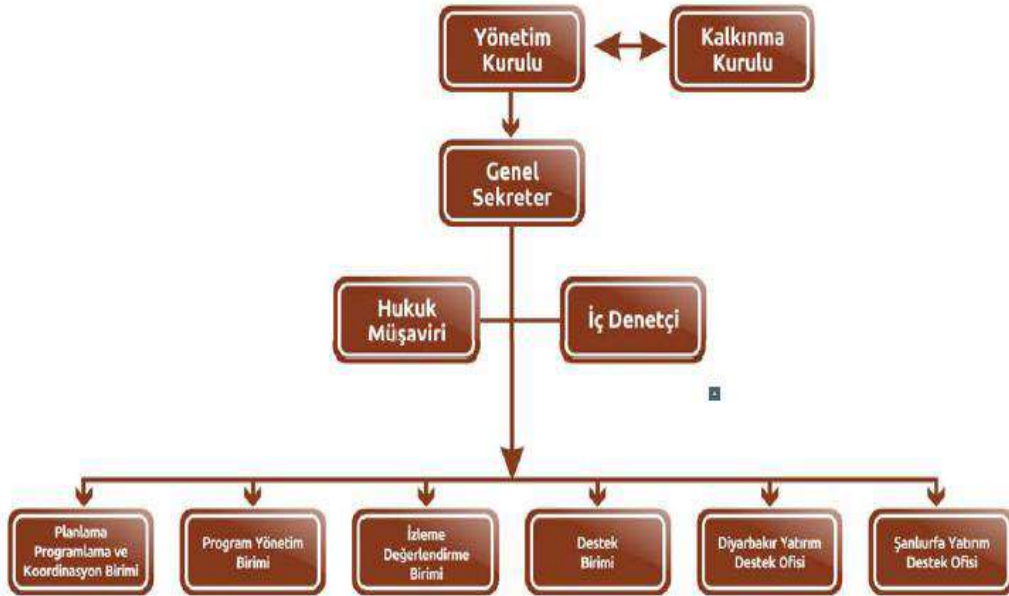 Yönetim
Kurulu
Kalkınma
Kurulu
Genel
Sekreter
Hukuk
Müşaviri
İç Denetçi
Planlama
Programlama ve
Koordinasyon Birimi
Program Yönetim
Birimi
İzleme
Değerlendirme
Birimi
Destek
Birimi
Diyarbakır Yatırım
Destek Ofisi
Şanlıurfa Yatırım
Destek Ofisi